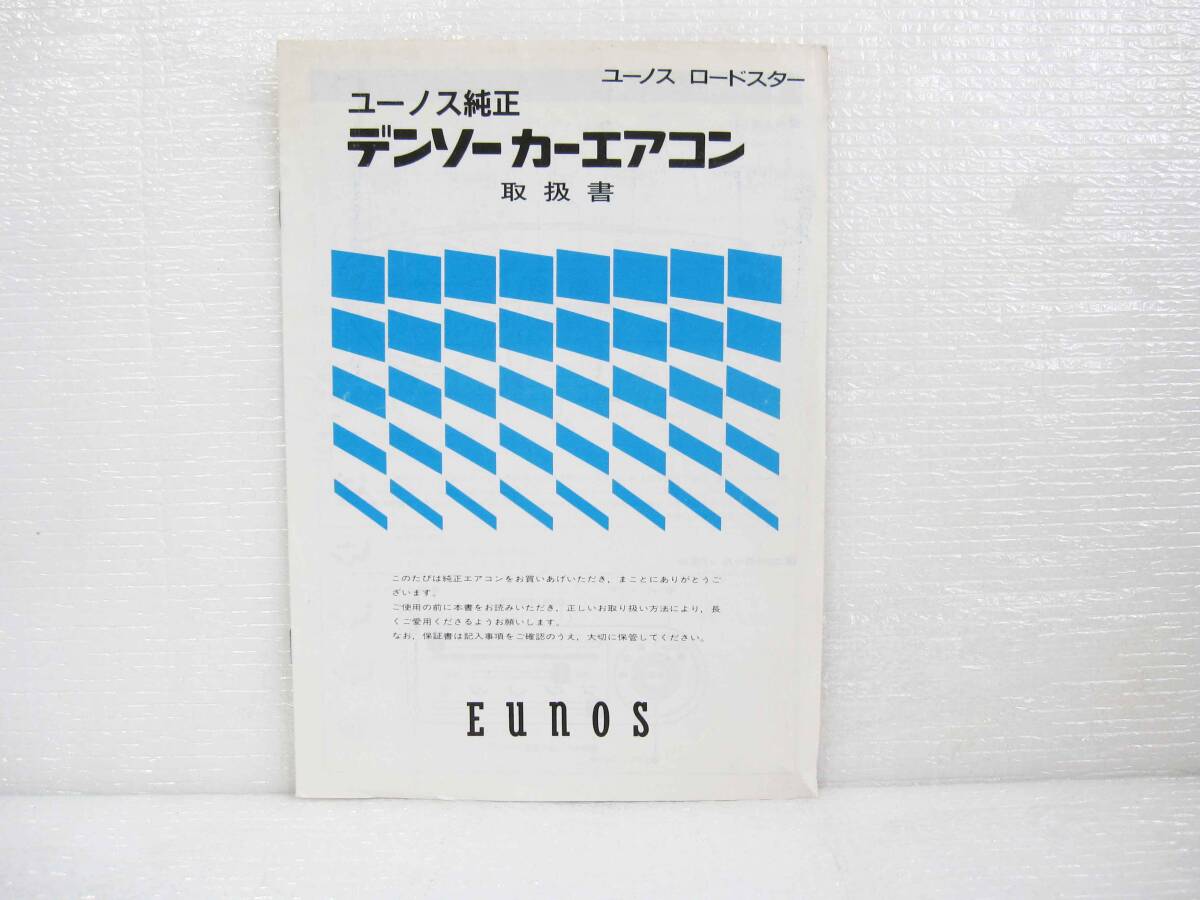 ユーノス ロードスター
ユーノス純正
デンソーカーエアコン
取扱書
このたびは純正エアコンをお買いあげいただき，まことにありがとうご
ざいます。
ご使用の前に本書をお読みいただき，正しいお取り扱い方法により，長
くご愛用くださるようお願いします。
なお，保証書は記入事項をご確認のうえ，大切に保管してください。
EUNOS